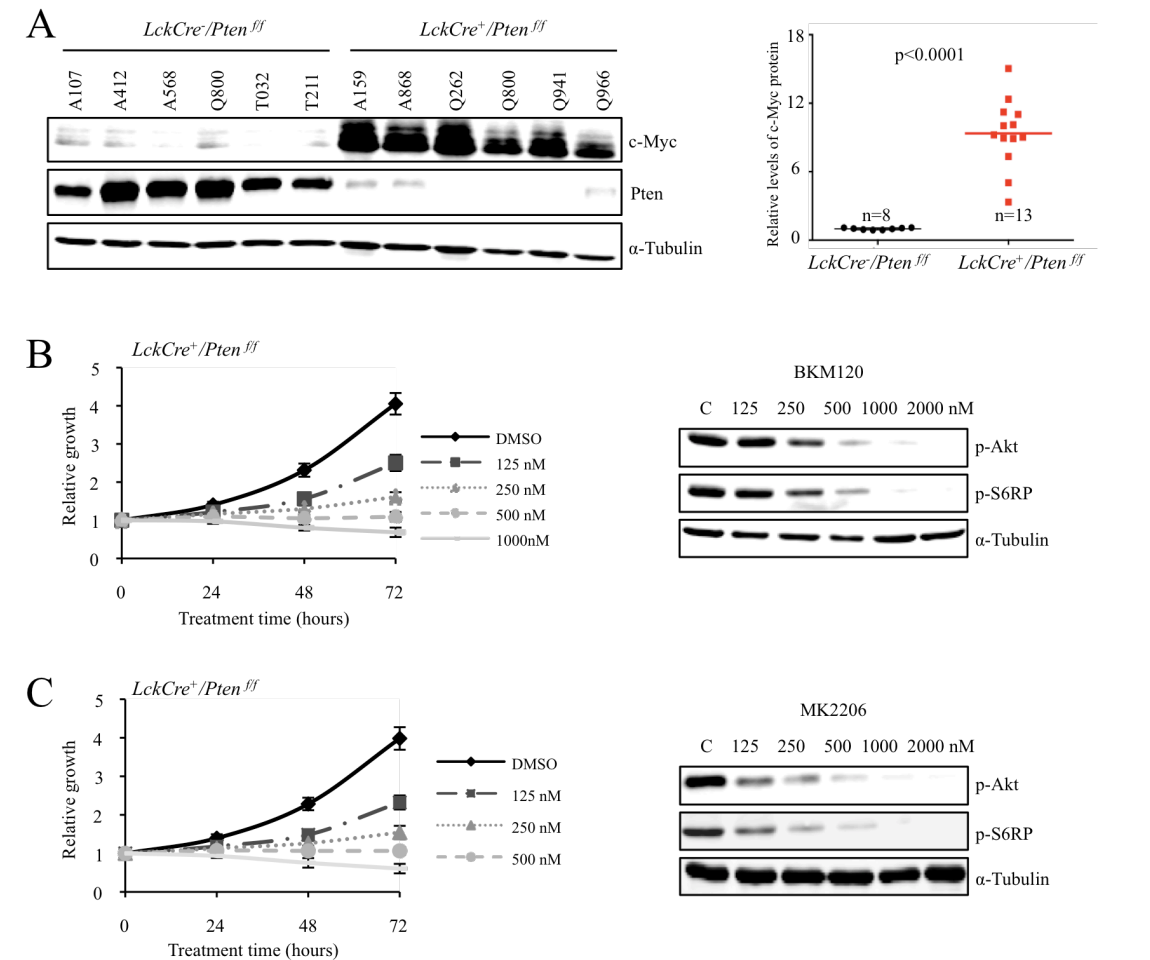 A
LckCre-/Pten f/f
LckCre+/Pten f/f
A107
A412
A568
Q800
T032
T211
A159
A868
Q262
Q800
Q941
Q966
c-Myc
Pten
α-Tubulin
Relative levels of c-Myc protein
18
12
6
0
p<0.0001
n=8
n=13
LckCre-/Pten f/f
LckCre+/Pten f/f
B
LckCre+/Pten f/f
Relative growth
5
4
3
2
1
0
0 24 48 72
Treatment time (hours)
DMSO
125 nM
250 nM
500 nM
1000nM
BKM120
C 125 250 500 1000 2000 nM
p-Akt
p-S6RP
α-Tubulin
C
LckCre+/Pten f/f
Relative growth
5
4
3
2
1
0
0 24 48 72
Treatment time (hours)
DMSO
125 nM
250 nM
500 nM
MK2206
C 125 250 500 1000 2000 nM
p-Akt
p-S6RP
α-Tubulin